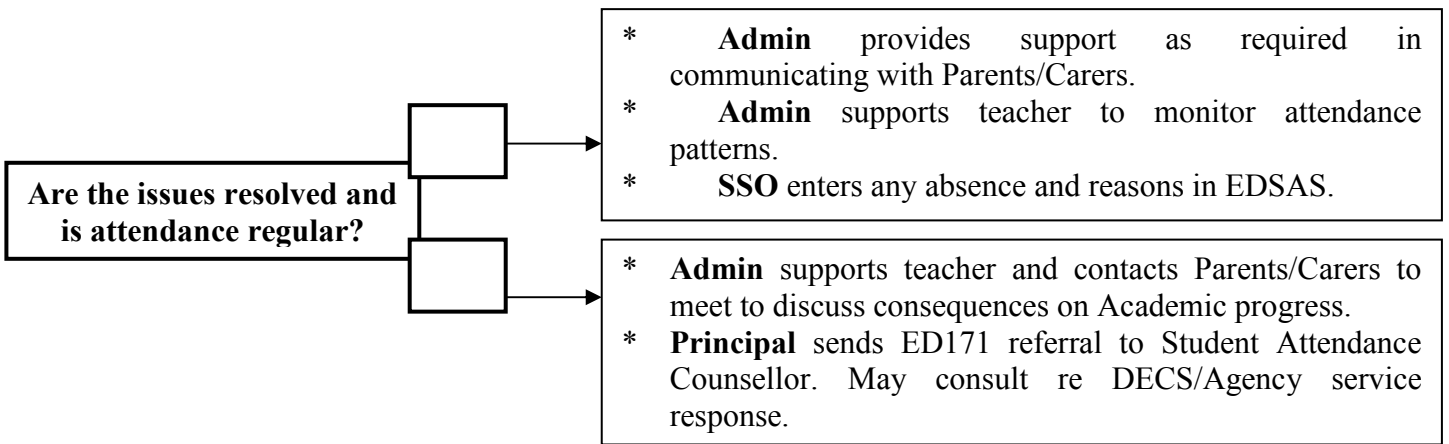 Are the issues resolved and
is attendance regular?
* Admin provides support as required in
communicating with Parents/Carers.
* Admin supports teacher to monitor attendance
patterns.
* SSO enters any absence and reasons in EDSAS.
* Admin supports teacher and contacts Parents/Carers to
meet to discuss consequences on Academic progress.
* Principal sends ED171 referral to Student Attendance
Counsellor. May consult re DECS/Agency service
response.